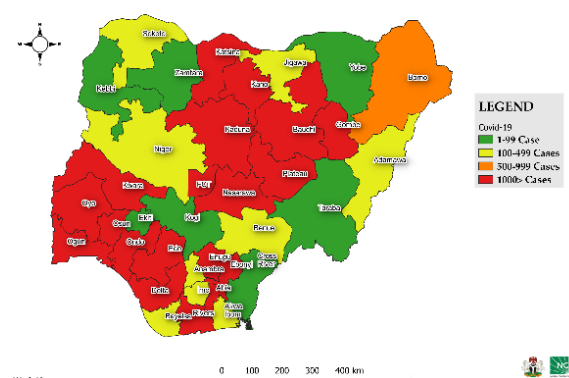 Sokoto
Katsina
Jigawa
Yobe
Borno
Zamfara
Kebbi
Kano
Kaduna
Bauchi
Gombe
Niger
Adamawa
Plateau
Kwara
FCT
Nasarawa
Oyo
Taraba
Ekiti
Kogi
Osun
Benue
Ogun
Ondo
Edo
Enugu
Ebonyi
Cross
River
Anambra
Delta
Imo
Abia
Bayelsa
Rivers
Akwa
Ibom
LEGEND
Covid-19
1-99 Case
100-499 Cases
500-999 Cases
1000> Cases
0 100 200 300 400 km
NC